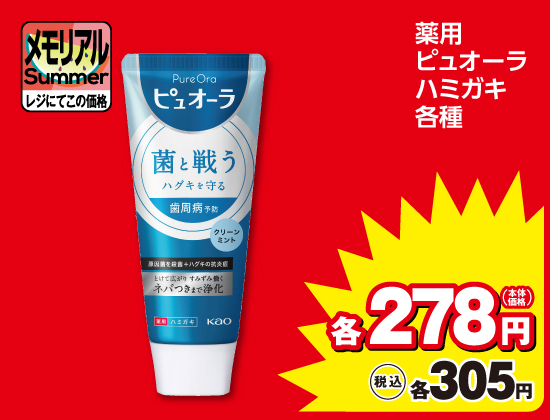 メモリアル
Summer
レジにてこの価格
PureOra
ピュオーラ
菌と戦う
ハグキを守る
歯周病予防
クリーン
ミント
原因菌を殺菌+ハグキの抗炎症
とけて広がり すみずみ働く
ネバつきまで浄化
薬用 ハミガキ
Kao
薬用
ピュオーラ
ハミガキ
各種
各278円(本体価格)
税込 各305円